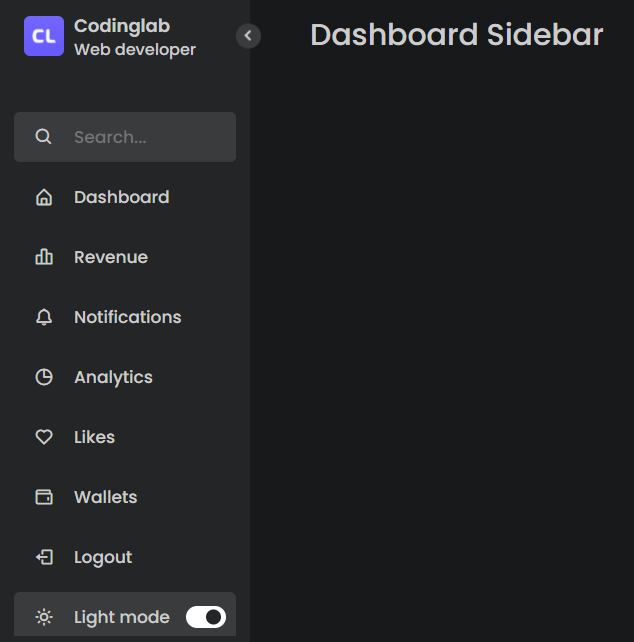 CL
Codinglab
Web developer
Dashboard Sidebar
Search...
Dashboard
Revenue
Notifications
Analytics
Likes
Wallets
Logout
Light mode